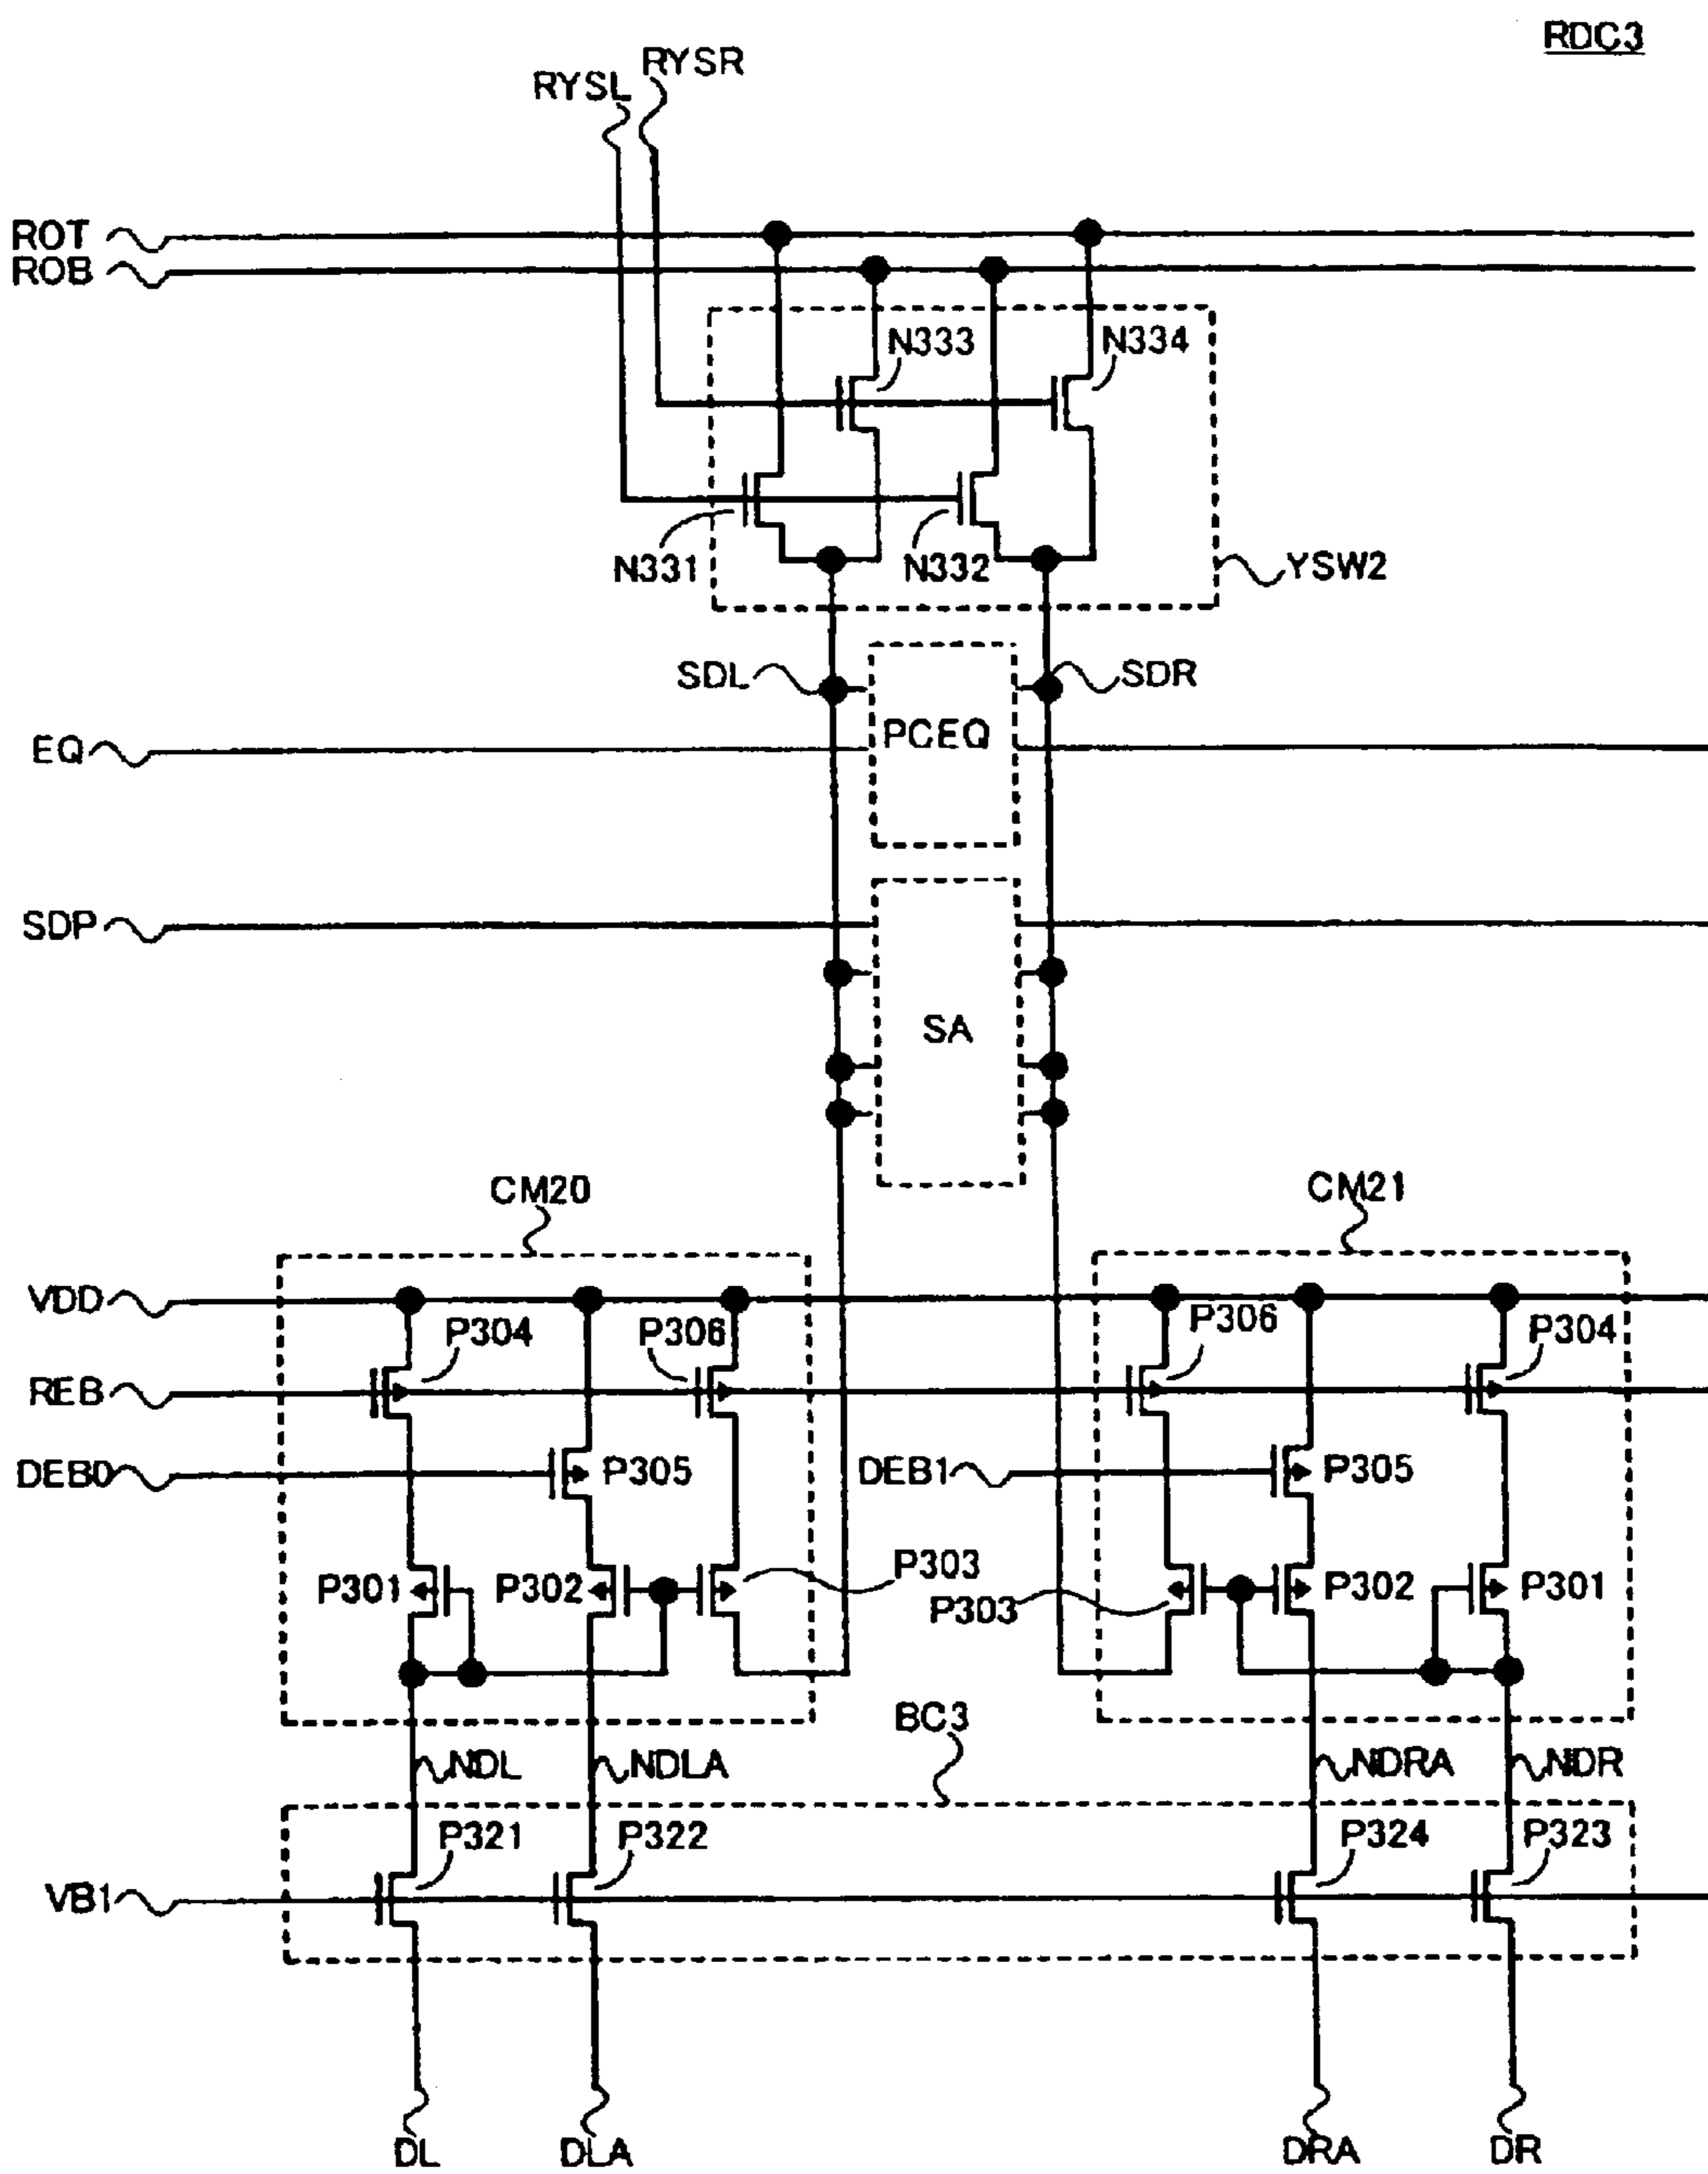 RDC3
RYSL RYSR
ROT
ROB
N333 N334
N331 N332 YSW2
SDL SDR
EQ PCEQ
SDP
SA
CM20 CM21
VDD
P304 P306 P306 P304
REB
DEB0 P305 DEB1 P305
P301 P302 P303 P303 P302 P301
BC3
NDL NDLA NDRA NDR
P321 P322 P324 P323
VB1
DL DLA DRA DR